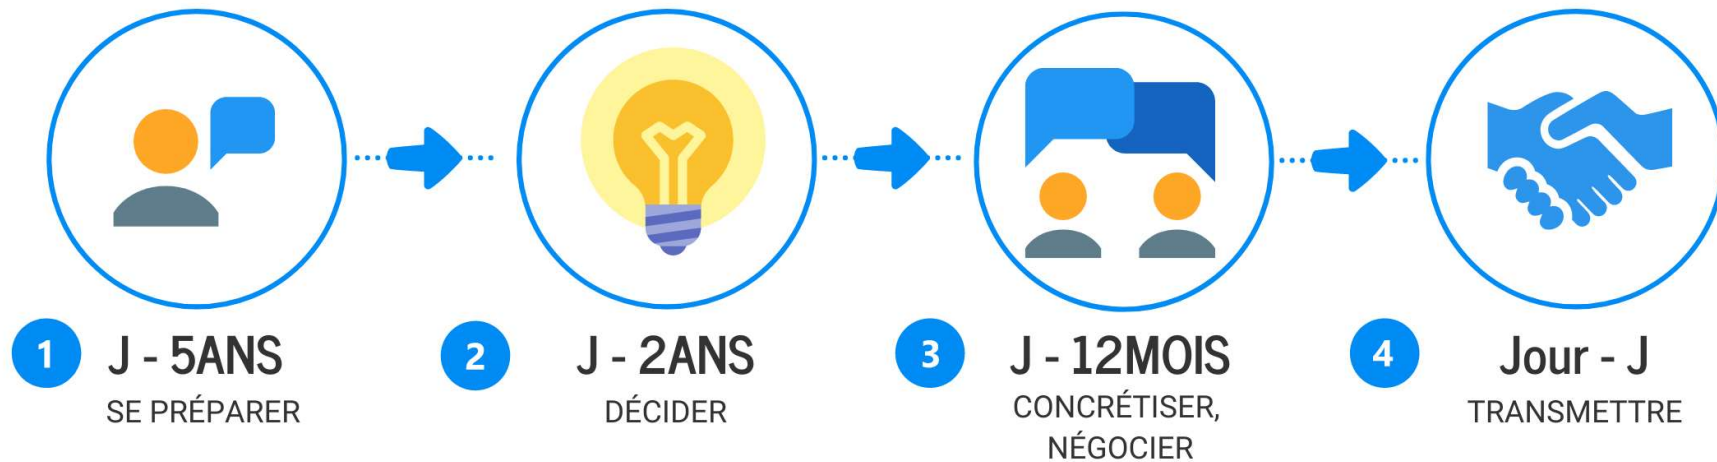 1
J - 5ANS
SE PRÉPARER
2
J - 2ANS
DÉCIDER
3
J - 12MOIS
CONCRÉTISER,
NÉGOCIER
4
Jour - J
TRANSMETTRE